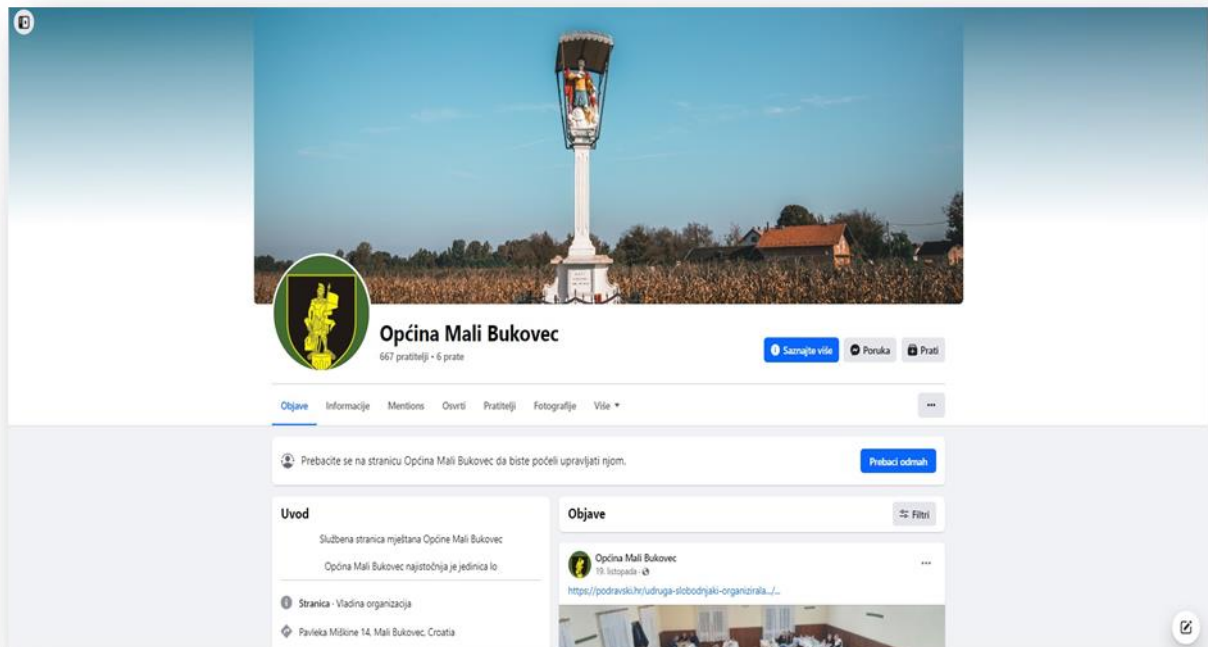 Općina Mali Bukovec
667 pratitelji • 6 prate
Saznajte više
Poruka
Prati
Objave
Informacije
Mentions
Osvrti
Pratitelji
Fotografije
Više
Prebacite se na stranicu Općina Mali Bukovec da biste počeli upravljati njom.
Prebaci odmah
Uvod
Službena stranica mještana Općine Mali Bukovec
Općina Mali Bukovec najistočnija je jedinica lo
Stranica · Vladina organizacija
Pavleka Miškine 14, Mali Bukovec, Croatia
Objave
Filtri
Općina Mali Bukovec
19. listopada ·
https://podravski.hr/udruga-slobodnjaki-organizirala.../...